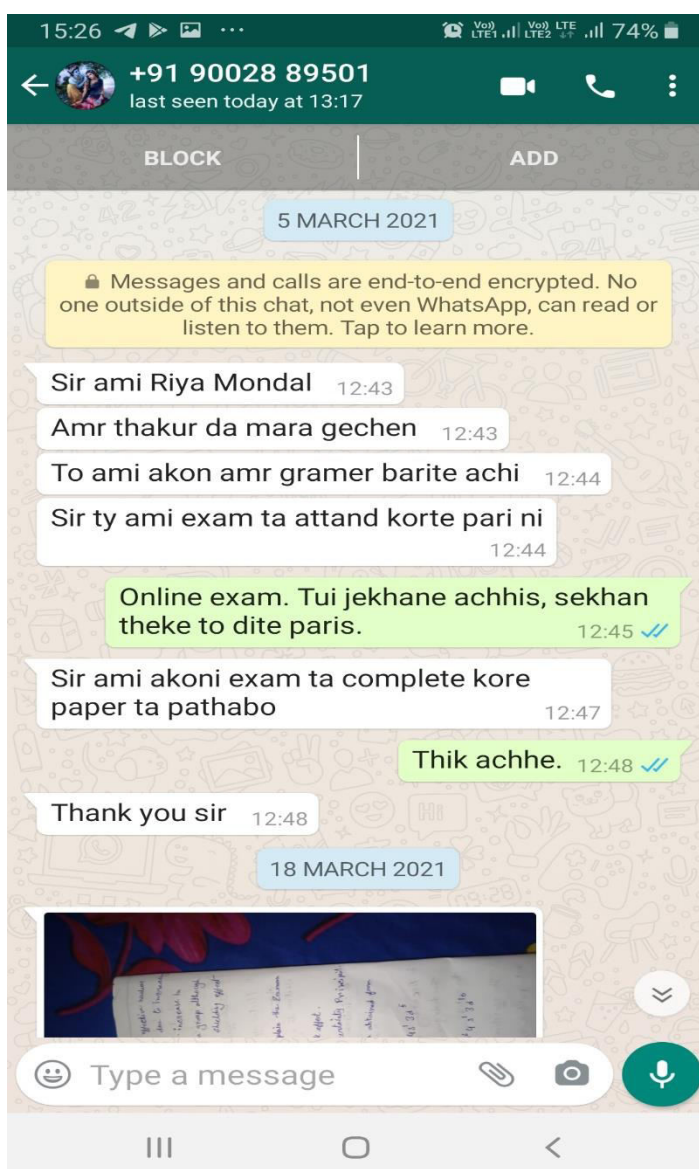 15:26 ... Vo)) LTE1 Vo)) LTE2 LTE 74%
+91 90028 89501
last seen today at 13:17
BLOCK ADD
5 MARCH 2021
Messages and calls are end-to-end encrypted. No
one outside of this chat, not even WhatsApp, can read or
listen to them. Tap to learn more.
Sir ami Riya Mondal 12:43
Amr thakur da mara gechen 12:43
To ami akon amr gramer barite achi 12:44
Sir ty ami exam ta attand korte pari ni
12:44
Online exam. Tui jekhane achhis, sekhan
theke to dite paris. 12:45
Sir ami akoni exam ta complete kore
paper ta pathabo 12:47
Thik achhe. 12:48
Thank you sir 12:48
18 MARCH 2021
Type a message